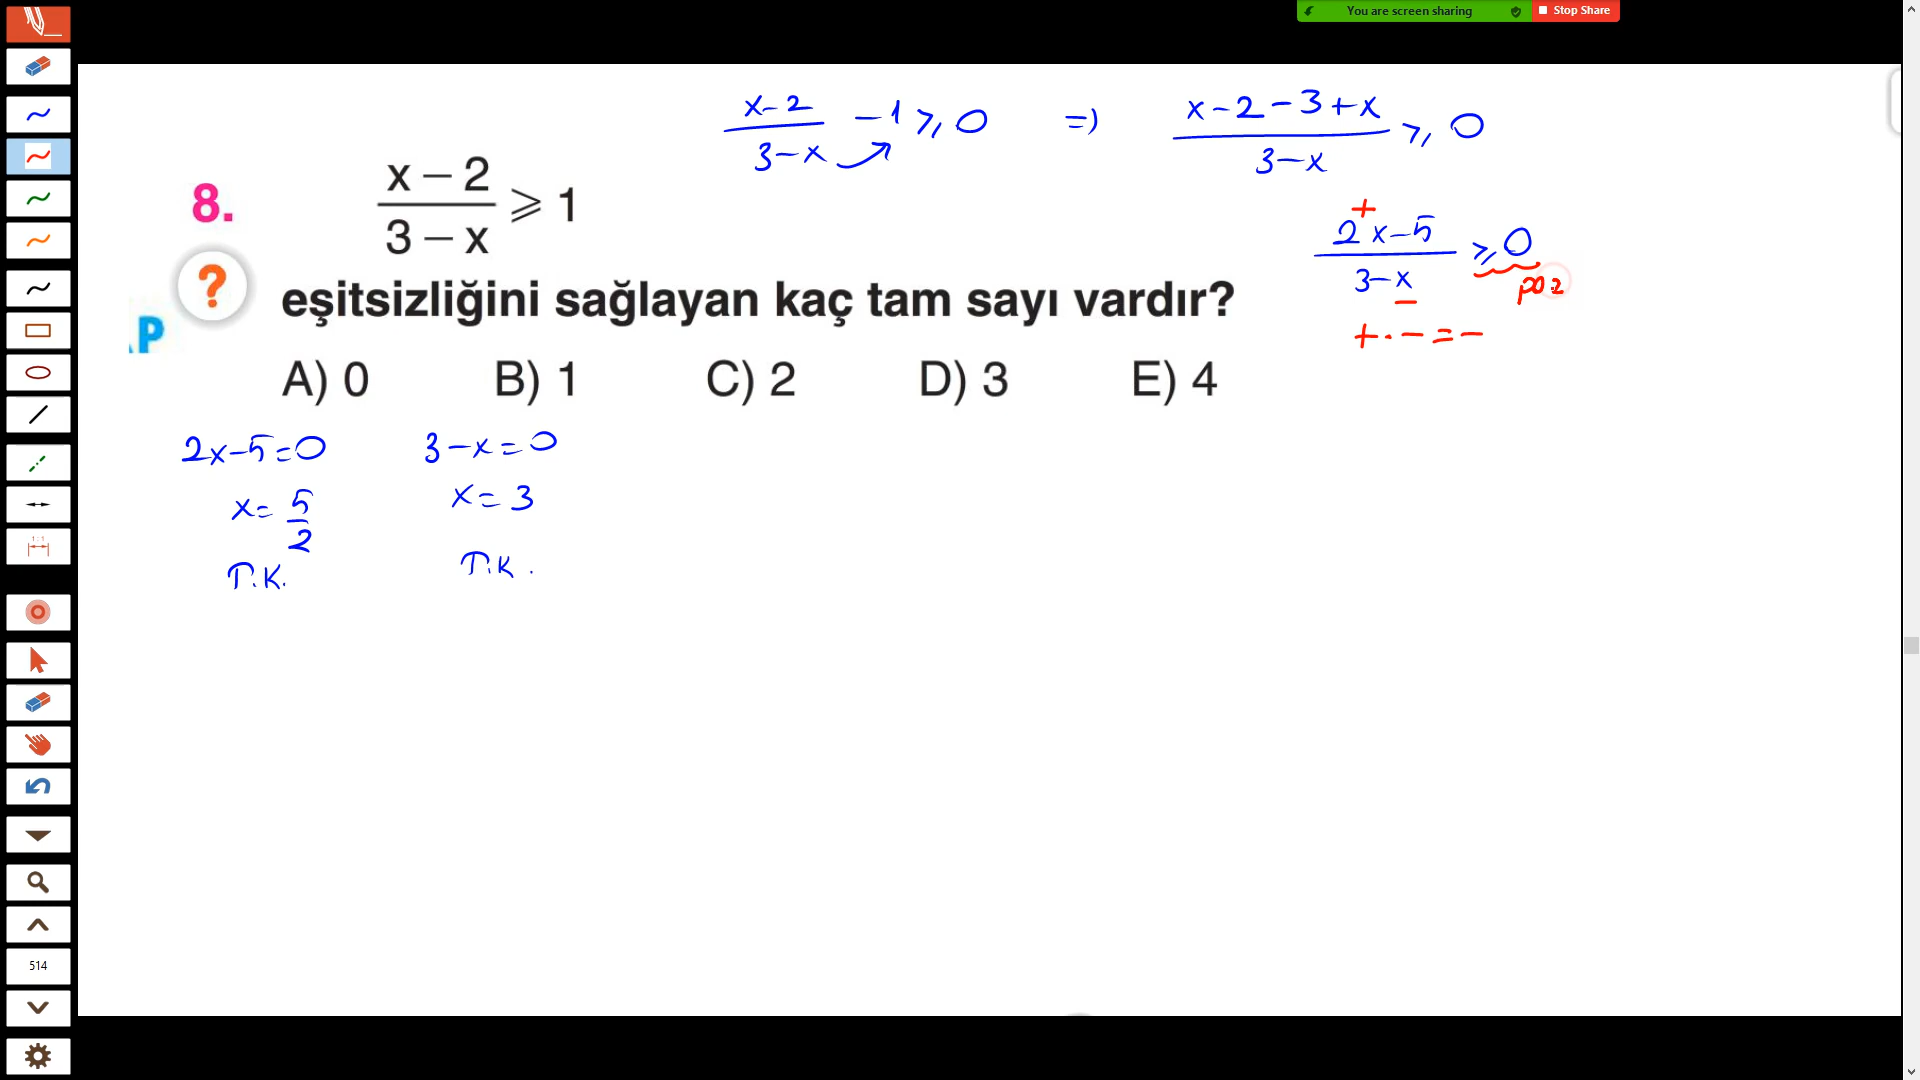 You are screen sharing
Stop Share
x-2/3-x -1 ⩾ 0 => x-2-3+x/3-x ⩾ 0
8. x – 2/3 – x ⩾ 1
+
2x-5/3-x ⩾ 0
poz
–
+ . – = –
?
P
eşitsizliğini sağlayan kaç tam sayı vardır?
A) 0 B) 1 C) 2 D) 3 E) 4
2x-5=0 3-x=0
x=5/2 x=3
T.K. T.K.
1:1
514